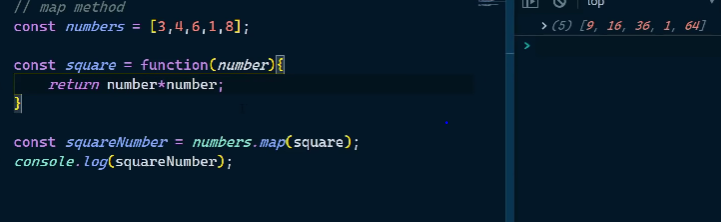 // map method
const numbers = [3,4,6,1,8];
const square = function(number){
    return number*number;
}
const squareNumber = numbers.map(square);
console.log(squareNumber);
top
(5) [9, 16, 36, 1, 64]